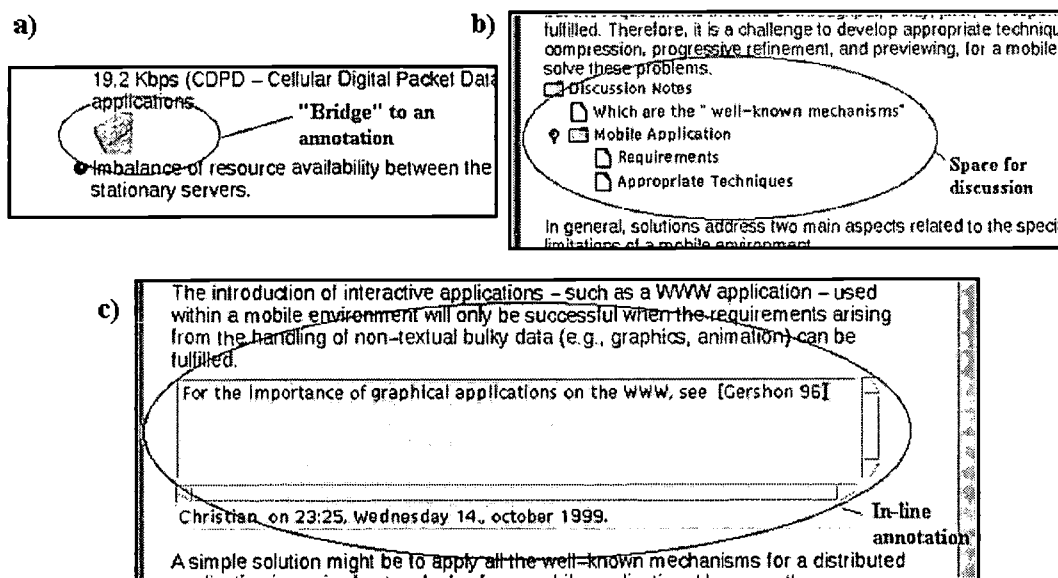 a)
19.2 Kbps (CDPD – Cellular Digital Packet Data
applications.
"Bridge" to an
annotation
Imbalance of resource availability between the
stationary servers.
b)
fulfilled. Therefore, it is a challenge to develop appropriate techniqu
compression, progressive refinement, and previewing, for a mobile
solve these problems.
Discussion Notes
Which are the " well–known mechanisms"
Mobile Application
Requirements
Appropriate Techniques
Space for
discussion
In general, solutions address two main aspects related to the speci
limitations of a mobile environment
c)
The introduction of interactive applications – such as a WWW application – used
within a mobile environment will only be successful when the requirements arising
from the handling of non–textual bulky data (e.g., graphics, animation) can be
fulfilled.
For the importance of graphical applications on the WWW, see [Gershon 96]
Christian, on 23:25, Wednesday 14., october 1999.
In-line
annotation
A simple solution might be to apply all the well–known mechanisms for a distributed